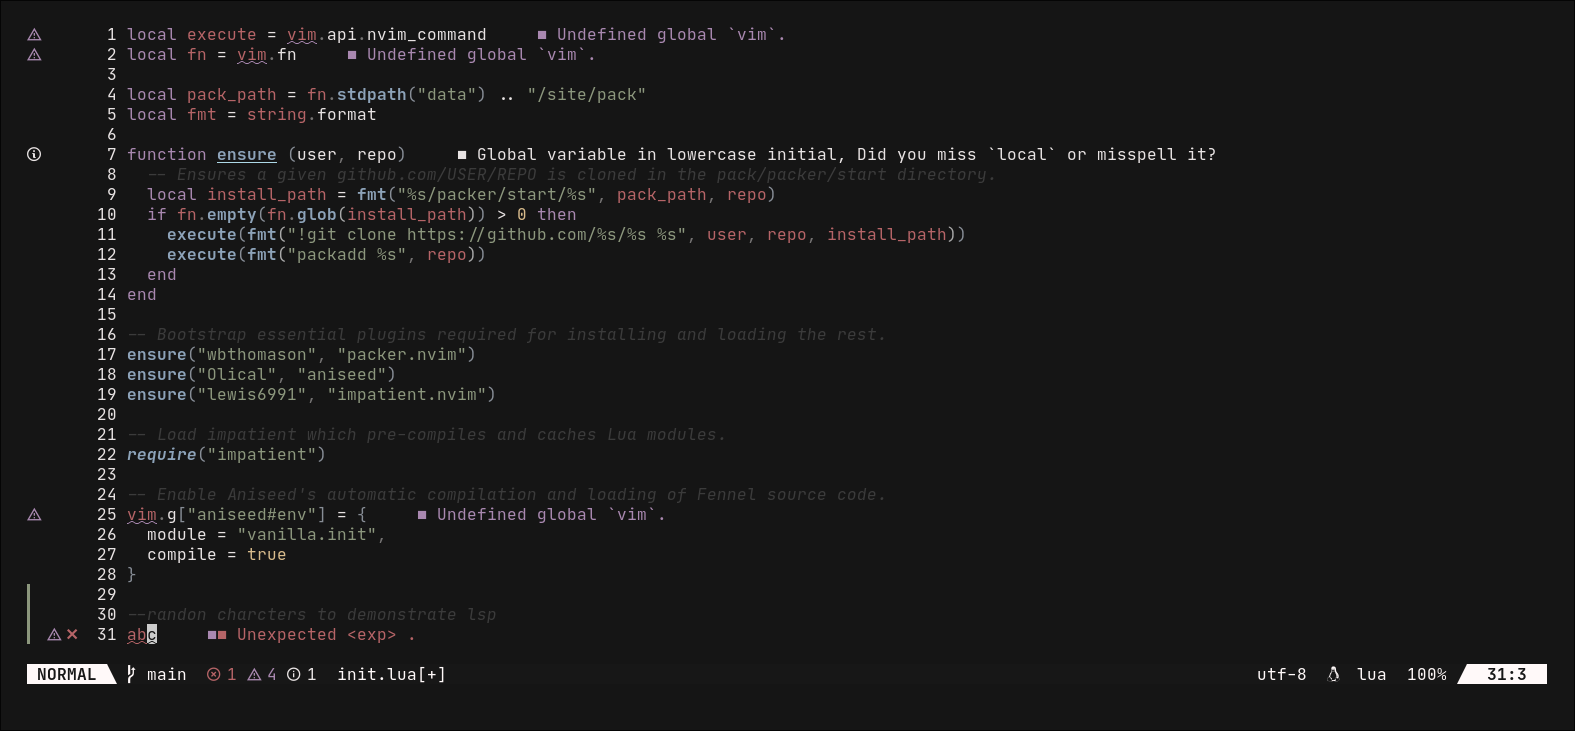 1 local execute = vim.api.nvim_command ■ Undefined global `vim`.
2 local fn = vim.fn ■ Undefined global `vim`.
3
4 local pack_path = fn.stdpath("data") .. "/site/pack"
5 local fmt = string.format
6
7 function ensure (user, repo) ■ Global variable in lowercase initial, Did you miss `local` or misspell it?
8 -- Ensures a given github.com/USER/REPO is cloned in the pack/packer/start directory.
9 local install_path = fmt("%s/packer/start/%s", pack_path, repo)
10 if fn.empty(fn.glob(install_path)) > 0 then
11 execute(fmt("!git clone https://github.com/%s/%s %s", user, repo, install_path))
12 execute(fmt("packadd %s", repo))
13 end
14 end
15
16 -- Bootstrap essential plugins required for installing and loading the rest.
17 ensure("wbthomason", "packer.nvim")
18 ensure("Olical", "aniseed")
19 ensure("lewis6991", "impatient.nvim")
20
21 -- Load impatient which pre-compiles and caches Lua modules.
22 require("impatient")
23
24 -- Enable Aniseed's automatic compilation and loading of Fennel source code.
25 vim.g["aniseed#env"] = { ■ Undefined global `vim`.
26 module = "vanilla.init",
27 compile = true
28 }
29
30 --randon charcters to demonstrate lsp
31 abc ■■ Unexpected <exp> .
NORMAL main 1 4 1 init.lua[+] utf-8 lua 100% 31:3